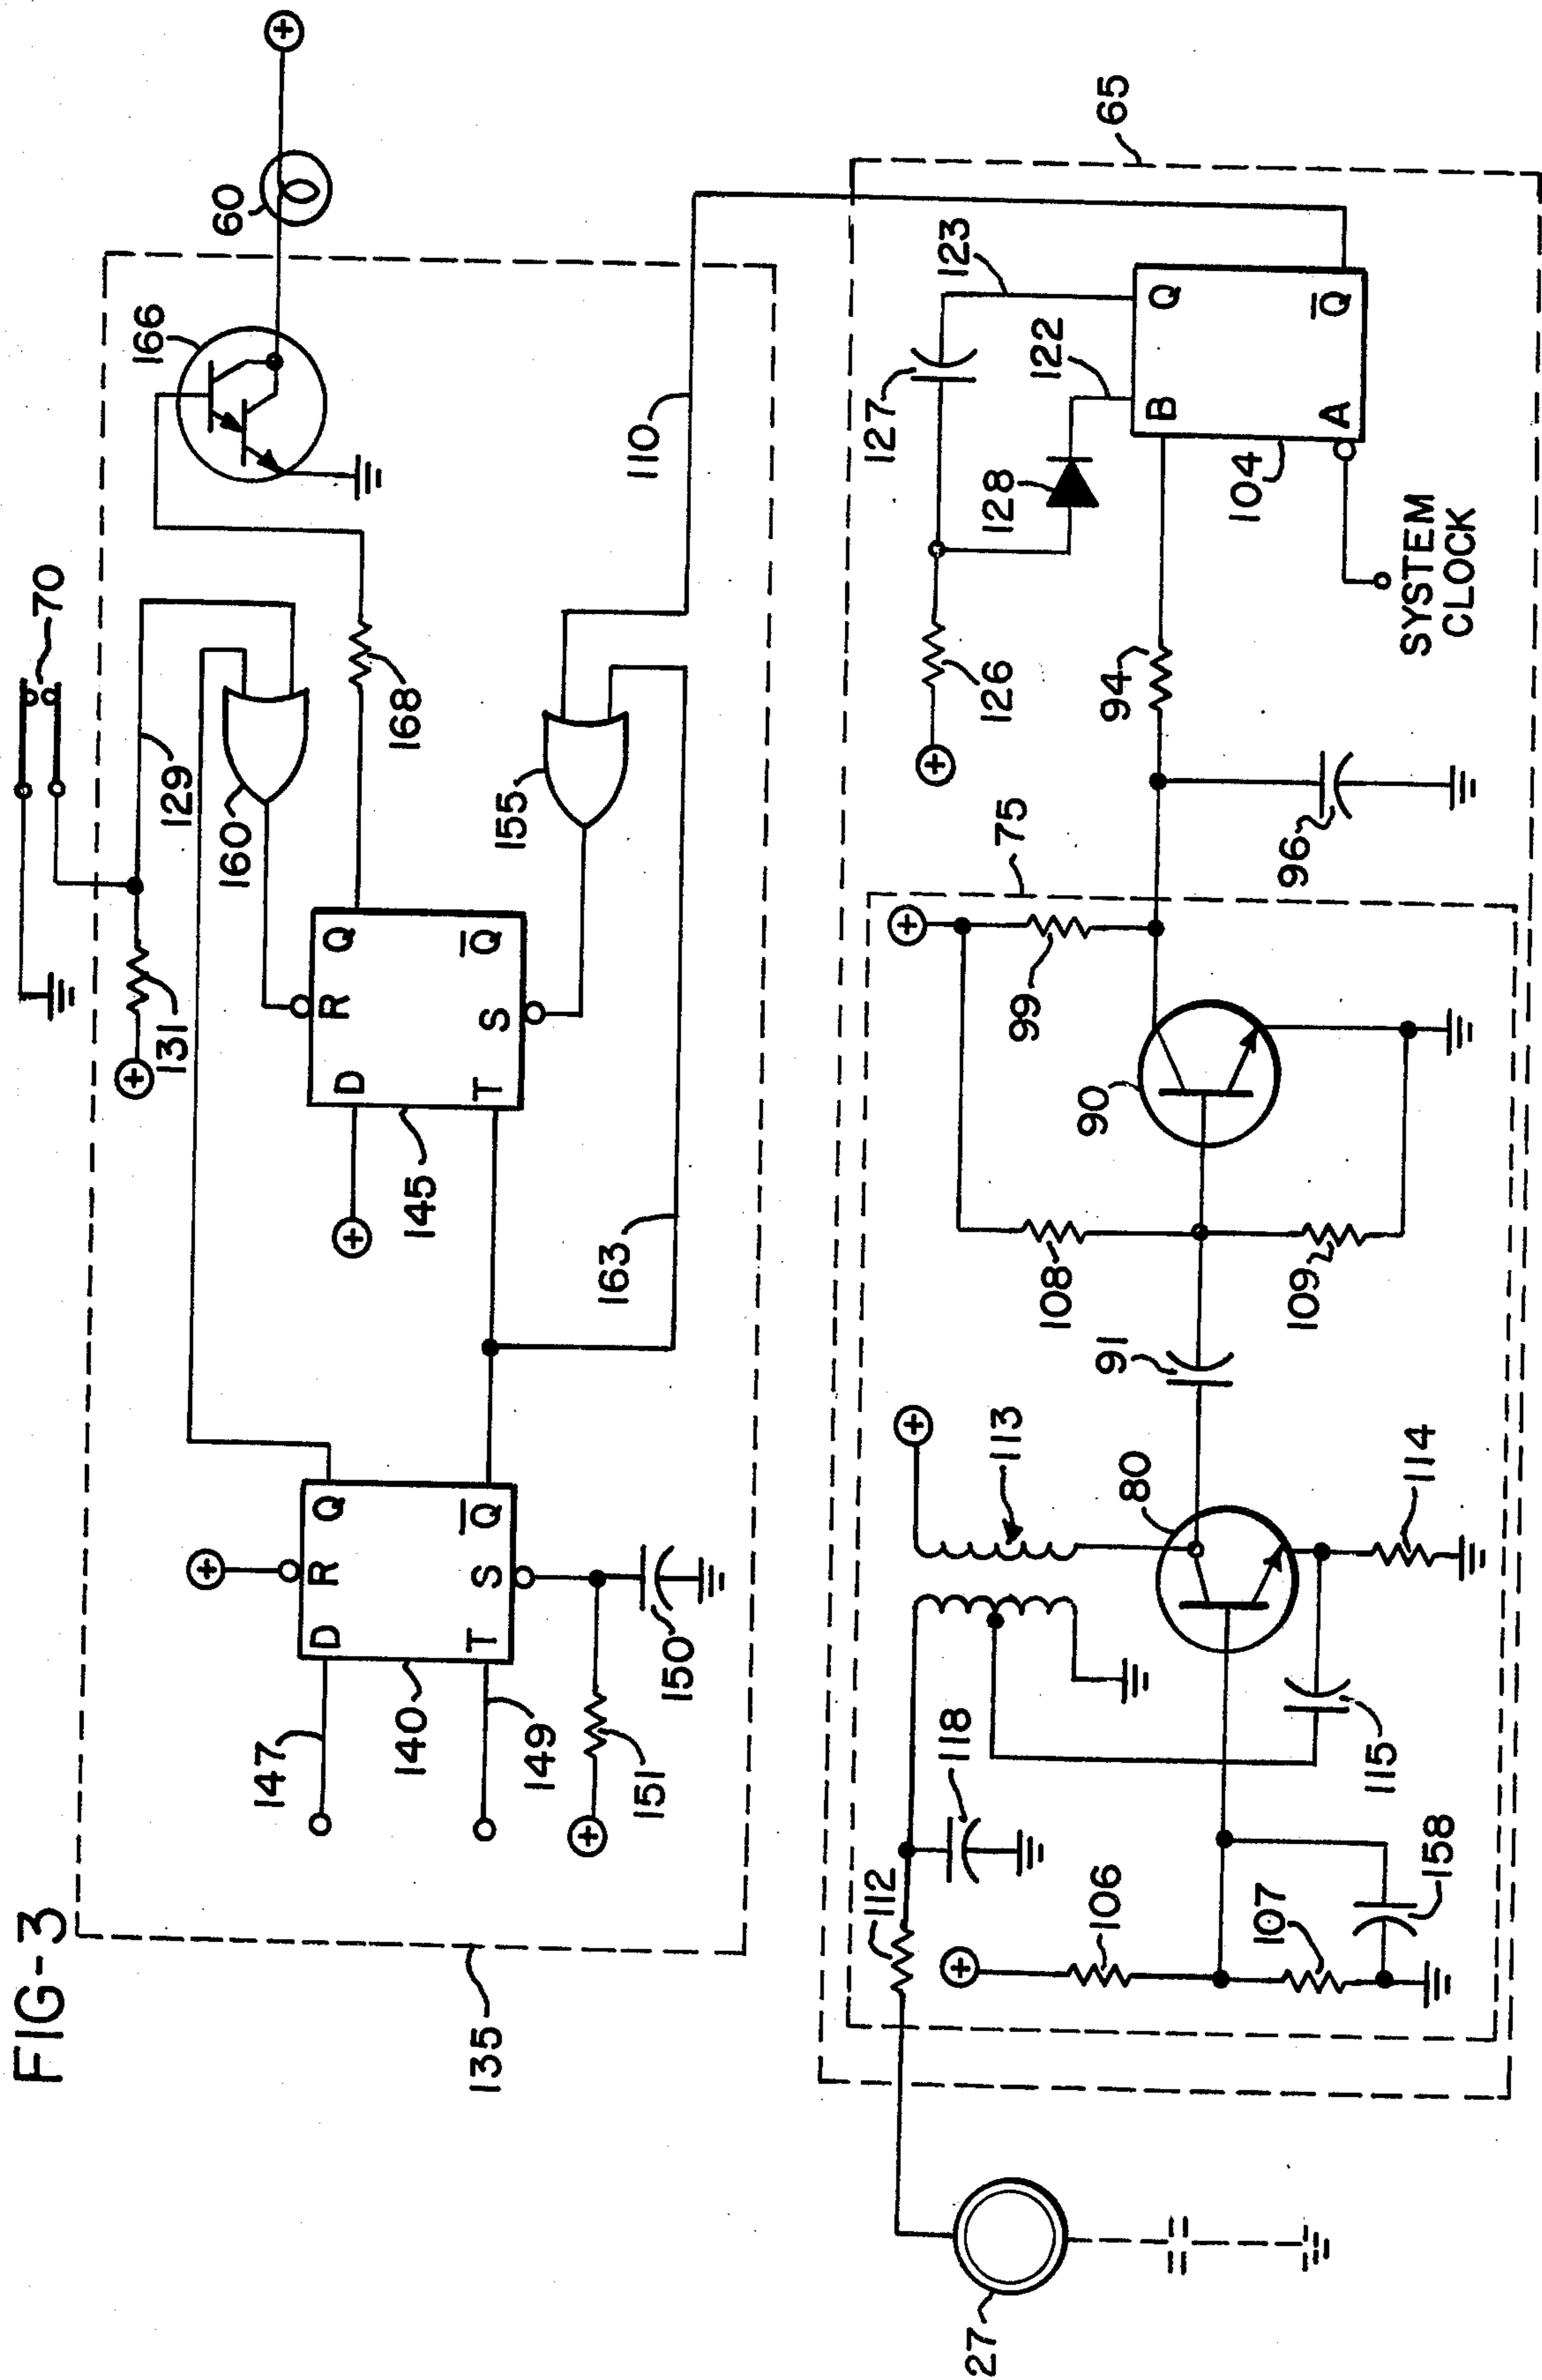 FIG-3
135
147
140
149
151
150
D
R
Q
T
S
Q
163
145
D
R
Q
T
S
Q
131
129
160
155
168
70
166
60
110
27
112
118
106
107
158
115
113
80
114
91
108
109
90
99
75
96
94
126
127
128
122
123
B
Q
A
Q
104
65
SYSTEM
CLOCK